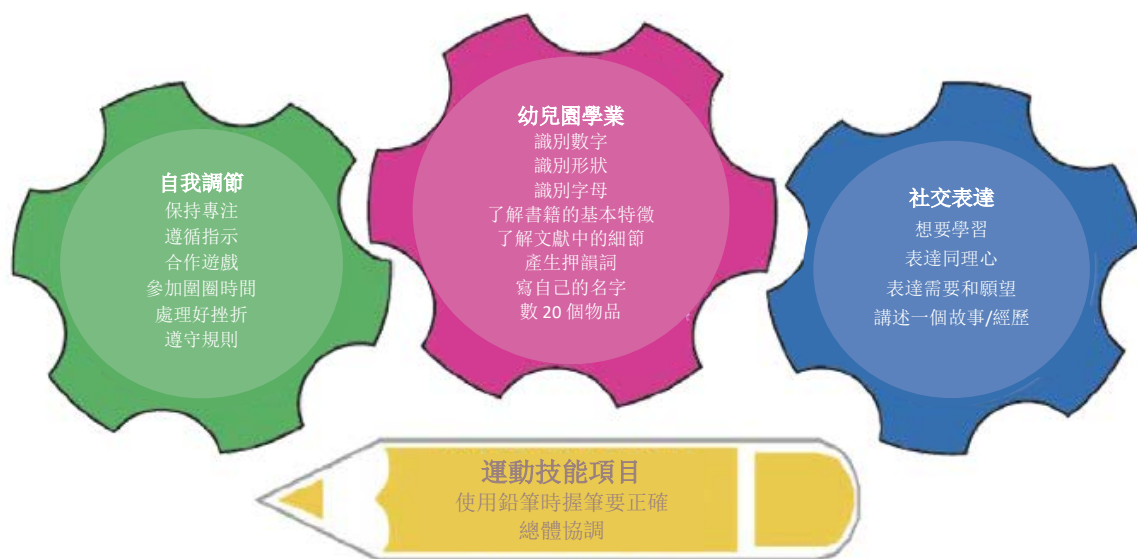 自我調節
保持專注
遵循指示
合作遊戲
參加圍圈時間
處理好挫折
遵守規則
幼兒園學業
識別數字
識別形狀
識別字母
了解書籍的基本特徵
了解文獻中的細節
產生押韻詞
寫自己的名字
數 20 個物品
社交表達
想要學習
表達同理心
表達需要和願望
講述一個故事/經歷
運動技能項目
使用鉛筆時握筆要正確
總體協調